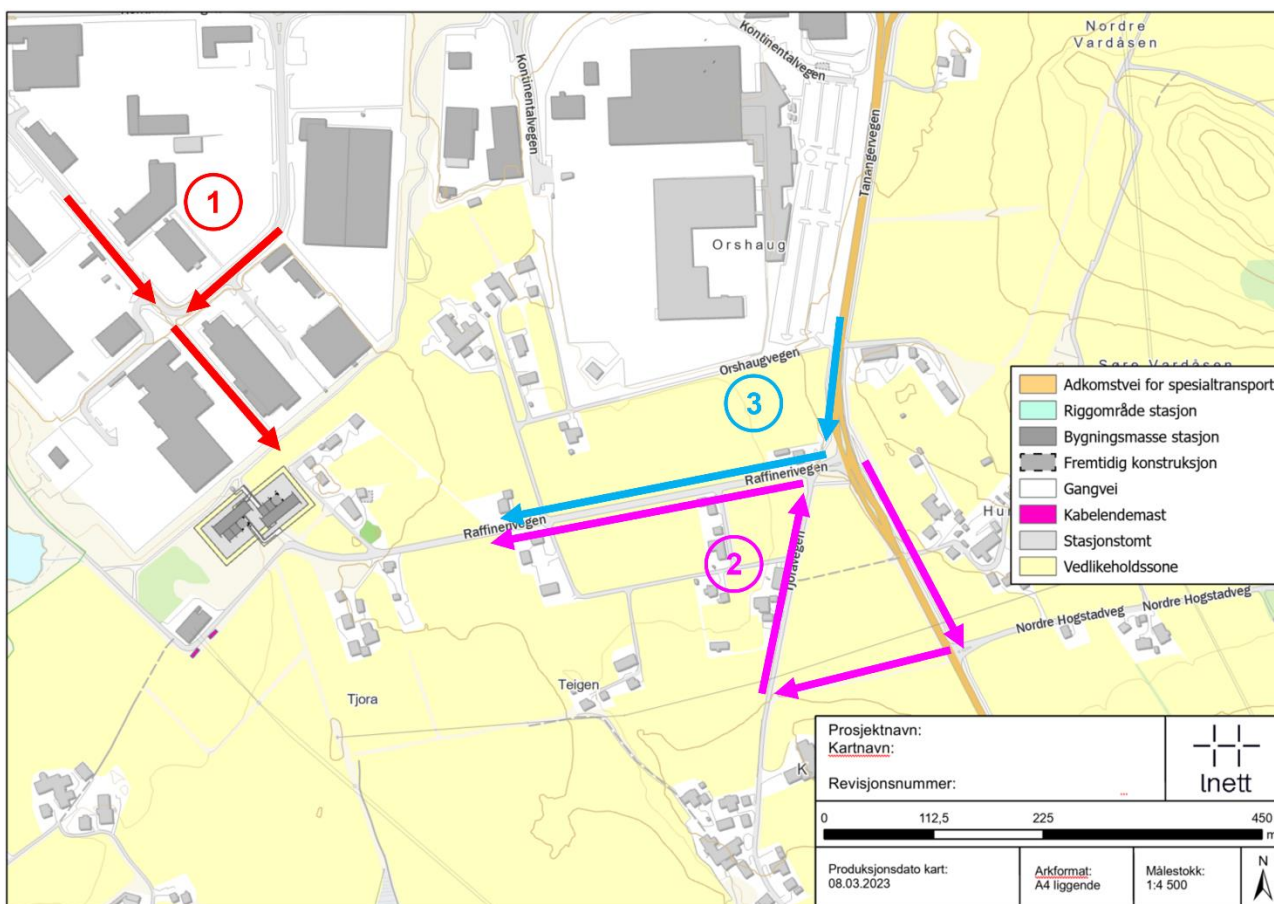 Kontinentalvegen
Kontinentalvegen
Tanangervegen
Nordre
Vardåsen
1
Orshaug
Orshaugvegen
Søre Vardåsen
3
Raffinerivegen
Raffinerivegen
2
Tjoravegen
Nordre Hogstadveg
Nordre Hogstadveg
Tjora
Teigen
K
Adkomstvei for spesialtransport
Riggområde stasjon
Bygningsmasse stasjon
Fremtidig konstruksjon
Gangvei
Kabelendemast
Stasjonstomt
Vedlikeholdssone
Prosjektnavn:
Kartnavn:
Revisjonsnummer:
...
lnett
0 112,5 225 450
m
Produksjonsdato kart:
08.03.2023
Arkformat:
A4 liggende
Målestokk:
1:4 500
N